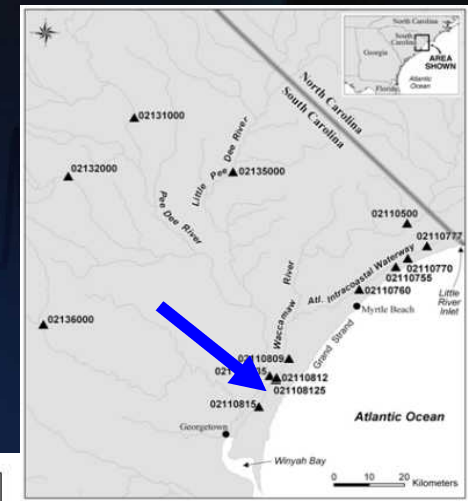 North Carolina
South
Carolina
Georgia
AREA
SHOWN
Atlantic
Ocean
Florida
North Carolina
South Carolina
02131000
02132000
Little Pee Dee River
02135000
Pee Dee River
02110500
02110777
Atl. Intracoastal Waterway
02110770
02110755
02110760
Little
River
Inlet
Myrtle Beach
Waccamaw River
Grand Strand
02136000
02110809
02110812
021108125
02110815
Georgetown
Atlantic Ocean
Winyah Bay
0 10 20
Kilometers